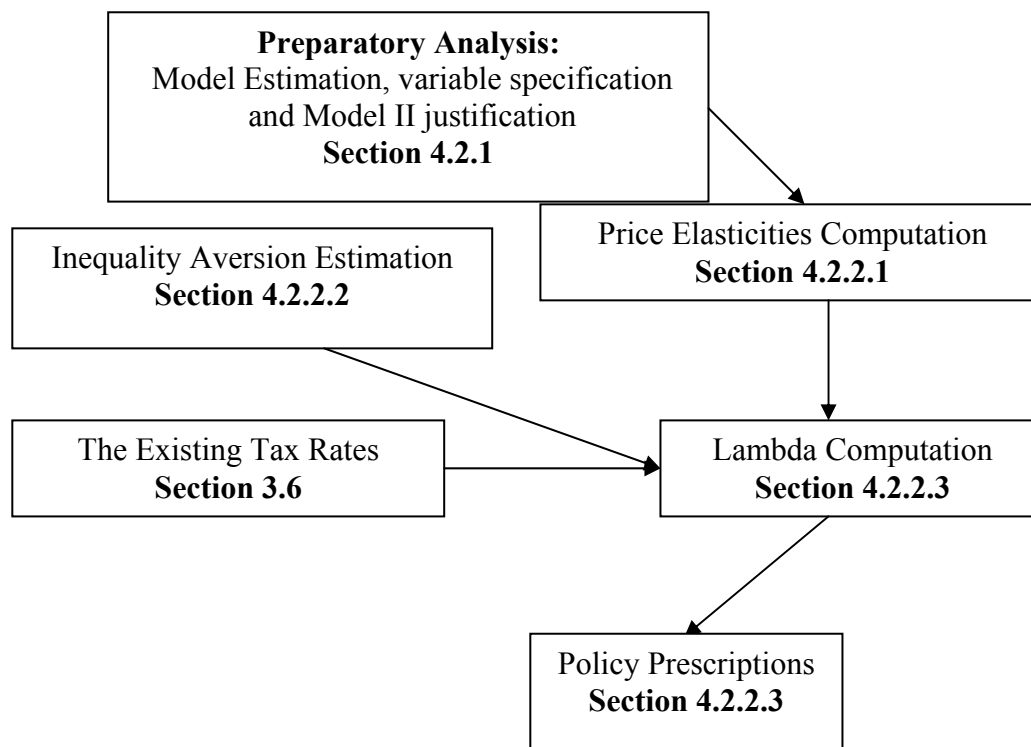 Preparatory Analysis:
Model Estimation, variable specification
and Model II justification
Section 4.2.1
Price Elasticities Computation
Section 4.2.2.1
Inequality Aversion Estimation
Section 4.2.2.2
The Existing Tax Rates
Section 3.6
Lambda Computation
Section 4.2.2.3
Policy Prescriptions
Section 4.2.2.3